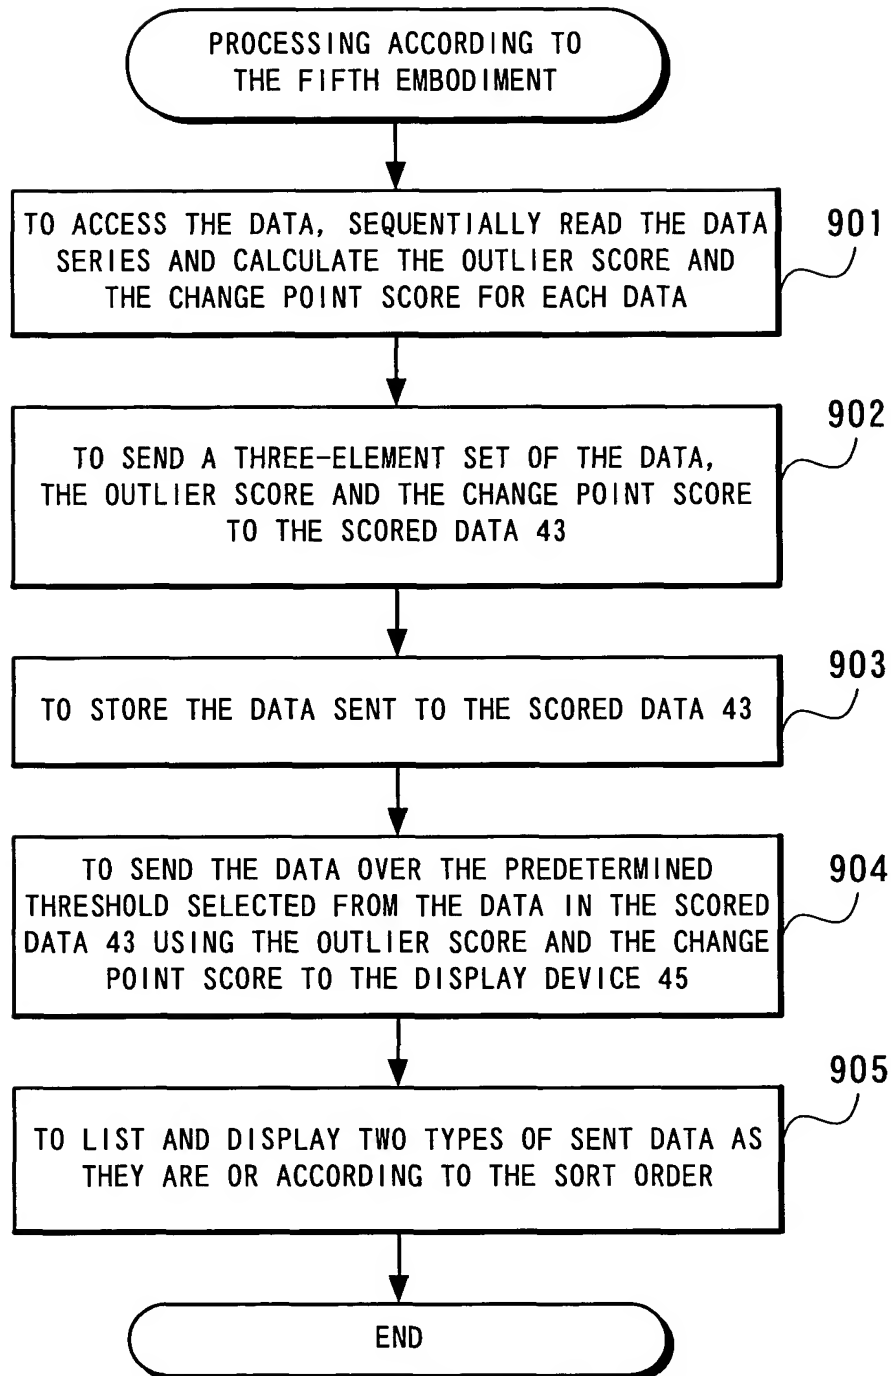 PROCESSING ACCORDING TO
THE FIFTH EMBODIMENT
TO ACCESS THE DATA, SEQUENTIALLY READ THE DATA
SERIES AND CALCULATE THE OUTLIER SCORE AND
THE CHANGE POINT SCORE FOR EACH DATA
901
TO SEND A THREE-ELEMENT SET OF THE DATA,
THE OUTLIER SCORE AND THE CHANGE POINT SCORE
TO THE SCORED DATA 43
902
TO STORE THE DATA SENT TO THE SCORED DATA 43
903
TO SEND THE DATA OVER THE PREDETERMINED
THRESHOLD SELECTED FROM THE DATA IN THE SCORED
DATA 43 USING THE OUTLIER SCORE AND THE CHANGE
POINT SCORE TO THE DISPLAY DEVICE 45
904
TO LIST AND DISPLAY TWO TYPES OF SENT DATA AS
THEY ARE OR ACCORDING TO THE SORT ORDER
905
END